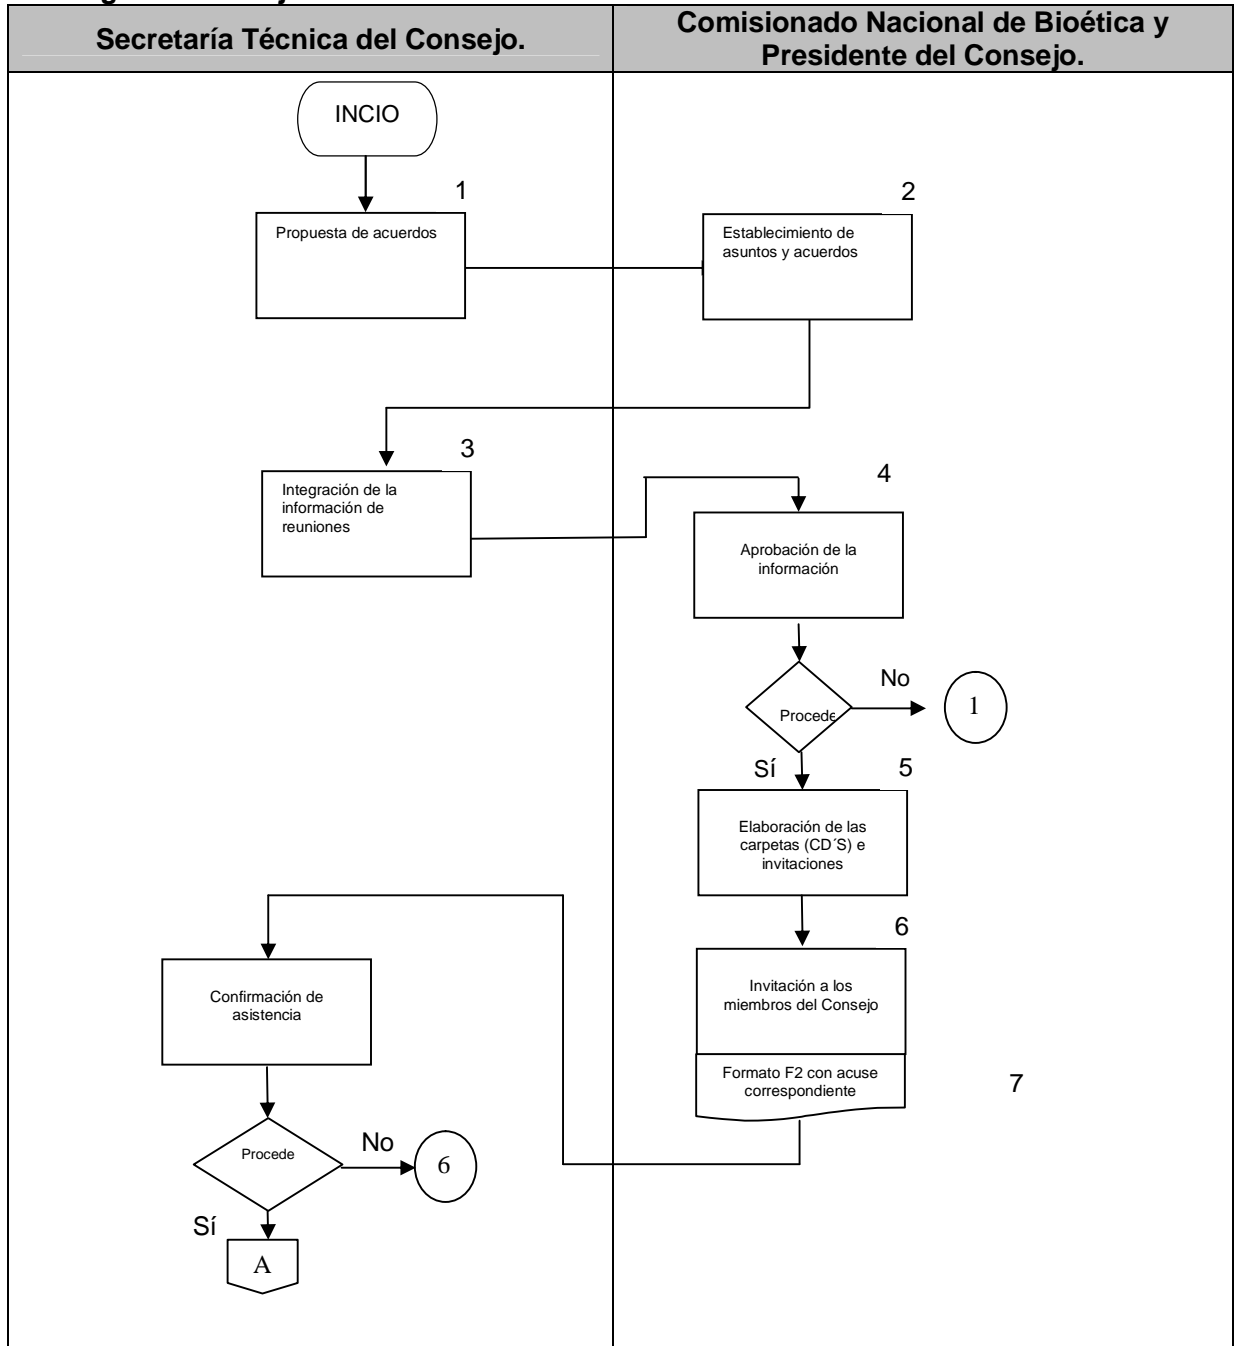 Secretaría Técnica del Consejo.
Comisionado Nacional de Bioética y
Presidente del Consejo.
INCIO
1
Propuesta de acuerdos
2
Establecimiento de
asuntos y acuerdos
3
Integración de la
información de
reuniones
4
Aprobación de la
información
Procede
No
1
Sí
5
Elaboración de las
carpetas (CD´S) e
invitaciones
6
Invitación a los
miembros del Consejo
Formato F2 con acuse
correspondiente
7
Confirmación de
asistencia
Procede
No
6
Sí
A